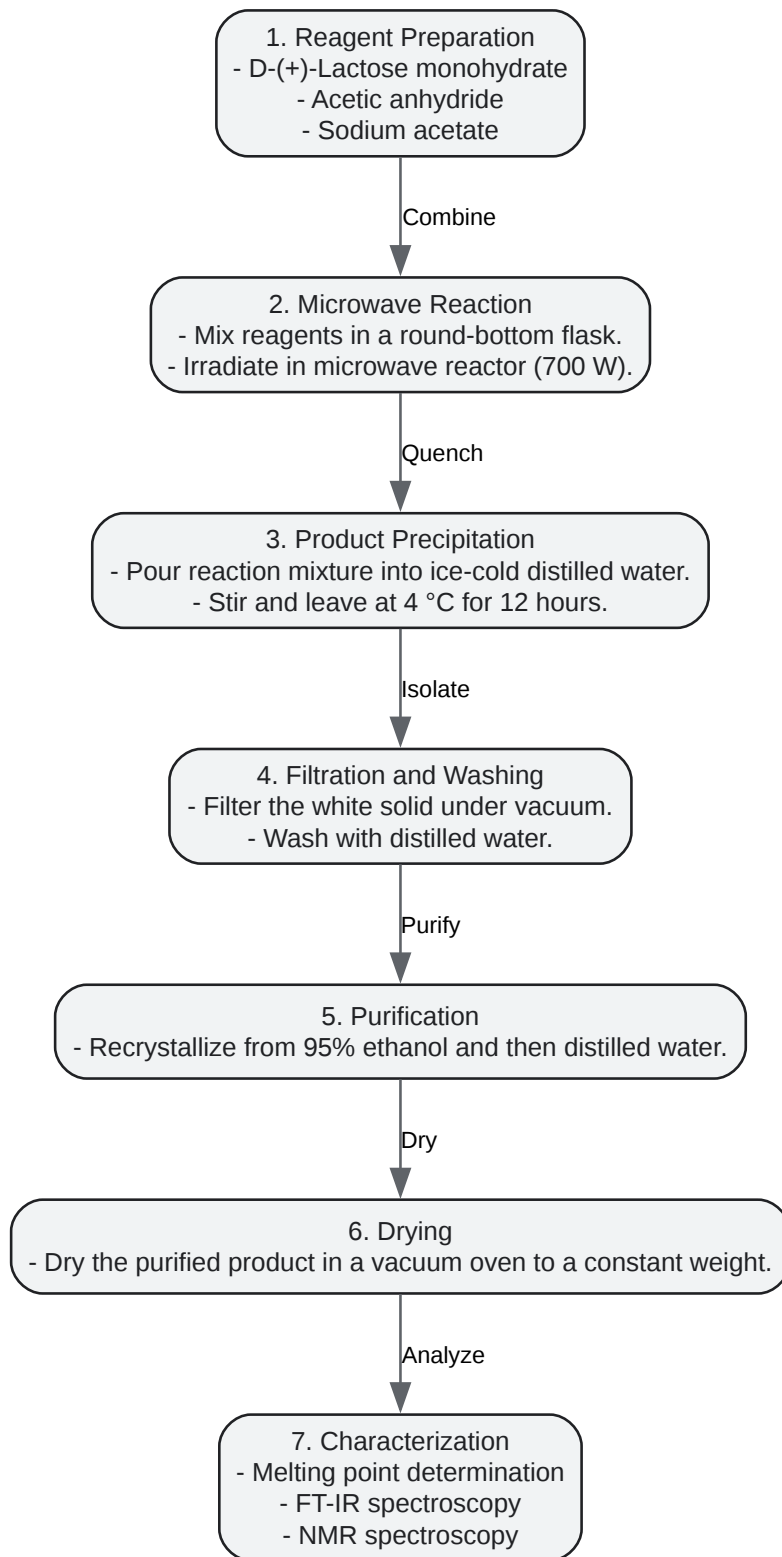 1. Reagent Preparation
- D-(+)-Lactose monohydrate
- Acetic anhydride
- Sodium acetate
Combine
2. Microwave Reaction
- Mix reagents in a round-bottom flask.
- Irradiate in microwave reactor (700 W).
Quench
3. Product Precipitation
- Pour reaction mixture into ice-cold distilled water.
- Stir and leave at 4 °C for 12 hours.
Isolate
4. Filtration and Washing
- Filter the white solid under vacuum.
- Wash with distilled water.
Purify
5. Purification
- Recrystallize from 95% ethanol and then distilled water.
Dry
6. Drying
- Dry the purified product in a vacuum oven to a constant weight.
Analyze
7. Characterization
- Melting point determination
- FT-IR spectroscopy
- NMR spectroscopy